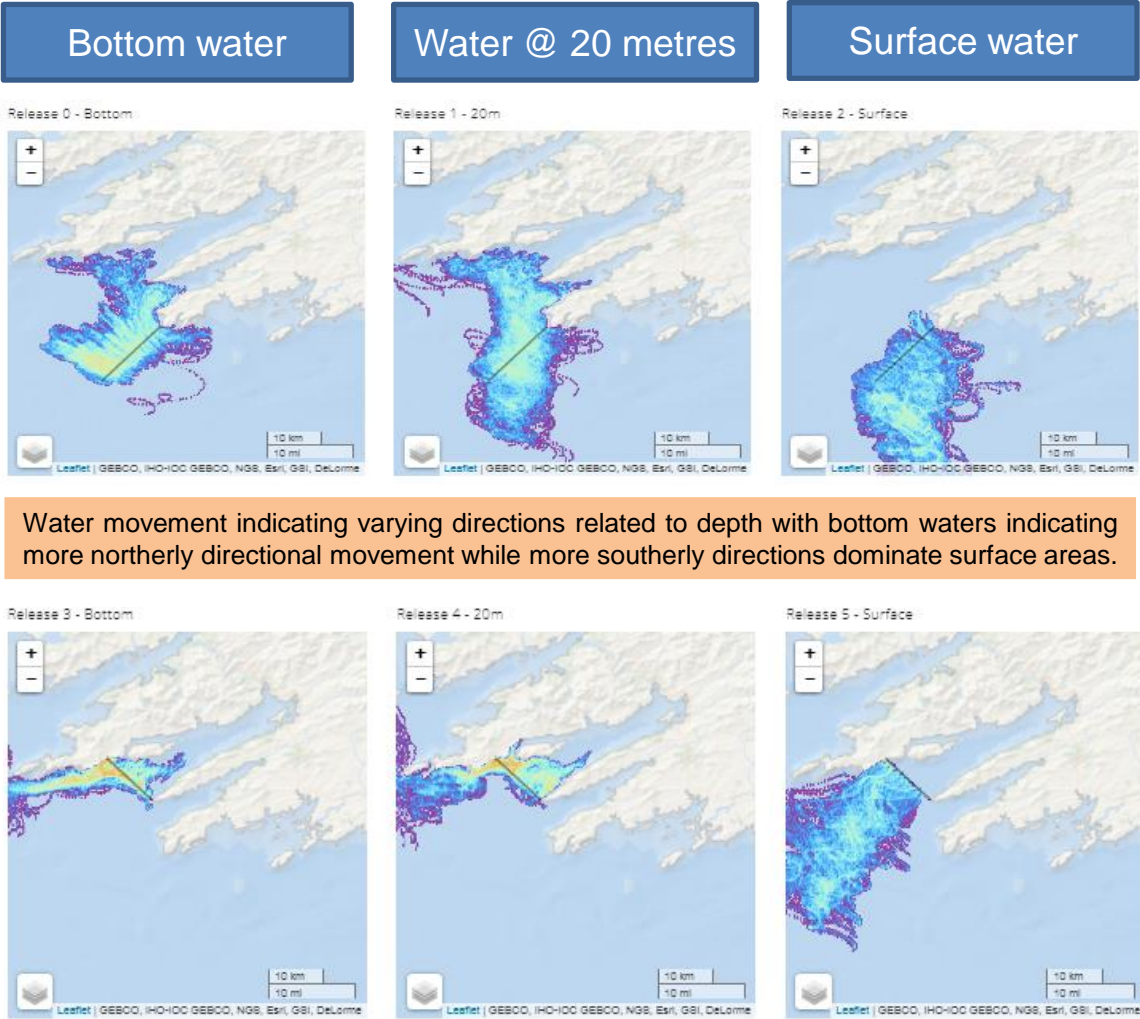 Bottom water
Water @ 20 metres
Surface water
Release 0 - Bottom
Release 1 - 20m
Release 2 - Surface
+
−
10 km
10 mi
Leaflet | GEBCO, IHO-IOC GEBCO, NGS, Esri, GSI, DeLorme
+
−
10 km
10 mi
Leaflet | GEBCO, IHO-IOC GEBCO, NGS, Esri, GSI, DeLorme
+
−
10 km
10 mi
Leaflet | GEBCO, IHO-IOC GEBCO, NGS, Esri, GSI, DeLorme
Water movement indicating varying directions related to depth with bottom waters indicating
more northerly directional movement while more southerly directions dominate surface areas.
Release 3 - Bottom
Release 4 - 20m
Release 5 - Surface
+
−
10 km
10 mi
Leaflet | GEBCO, IHO-IOC GEBCO, NGS, Esri, GSI, DeLorme
+
−
10 km
10 mi
Leaflet | GEBCO, IHO-IOC GEBCO, NGS, Esri, GSI, DeLorme
+
−
10 km
10 mi
Leaflet | GEBCO, IHO-IOC GEBCO, NGS, Esri, GSI, DeLorme